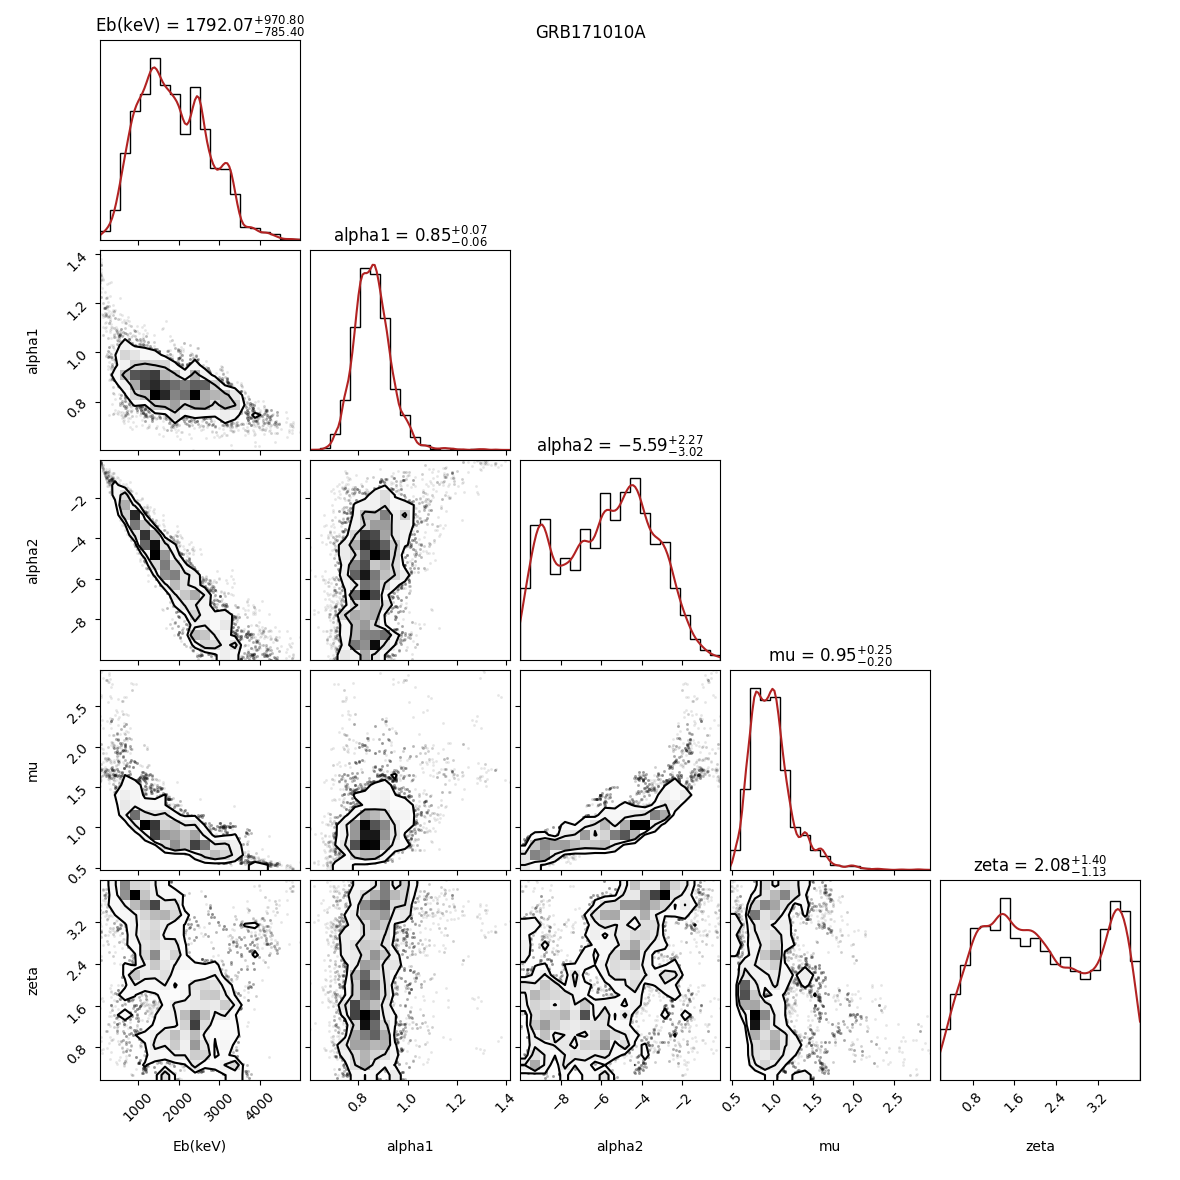 GRB171010A
Eb(keV) = 1792.07 +970.80 −785.40
alpha1 = 0.85 +0.07 −0.06
alpha2 = −5.59 +2.27 −3.02
mu = 0.95 +0.25 −0.20
zeta = 2.08 +1.40 −1.13
alpha1
1.4
1.2
1.0
0.8
alpha2
−2
−4
−6
−8
mu
2.5
2.0
1.5
1.0
0.5
zeta
3.2
2.4
1.6
0.8
1000 2000 3000 4000
0.8 1.0 1.2 1.4
−8 −6 −4 −2
0.5 1.0 1.5 2.0 2.5
0.8 1.6 2.4 3.2
Eb(keV) alpha1 alpha2 mu zeta